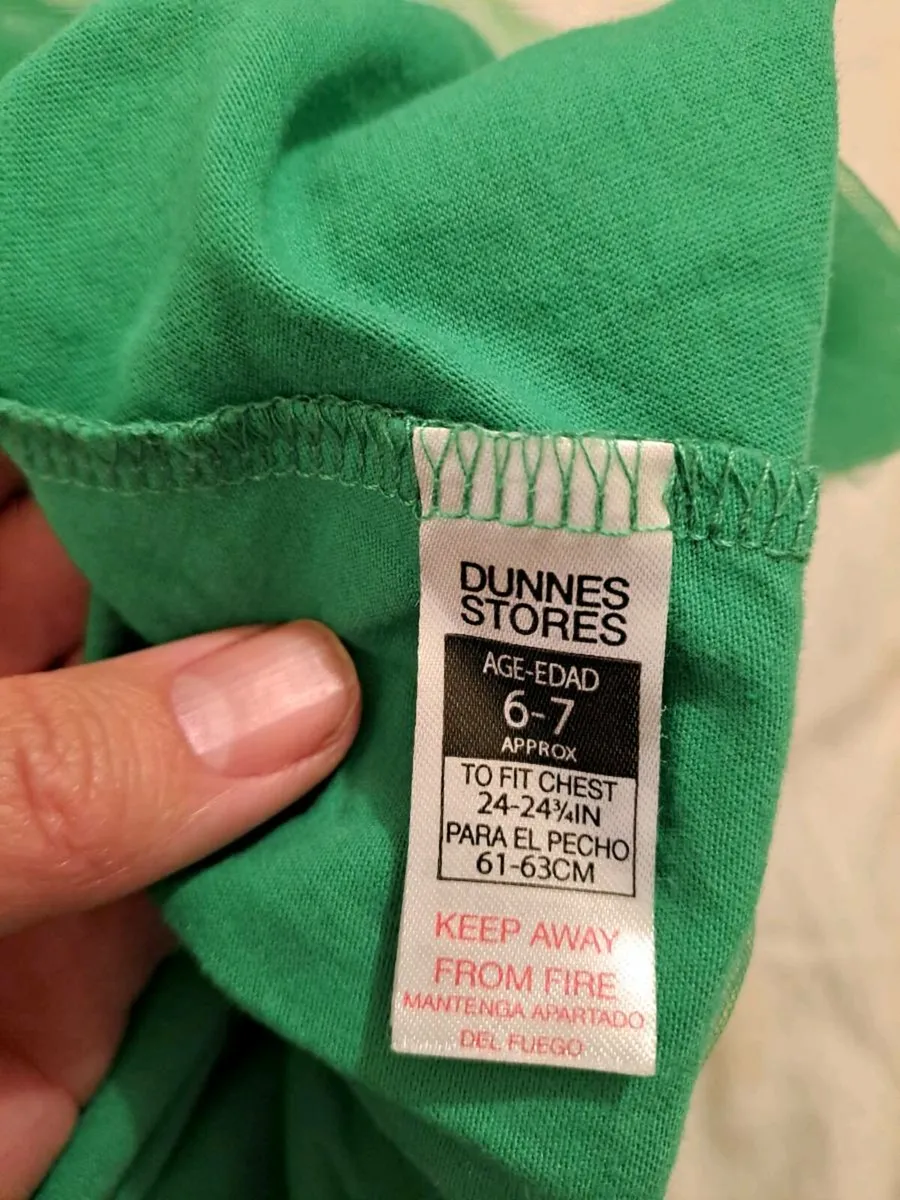 DUNNES
STORES
AGE-EDAD
6-7
APPROX
TO FIT CHEST
24-24¾IN
PARA EL PECHO
61-63CM
KEEP AWAY
FROM FIRE
MANTENGA APARTADO
DEL FUEGO